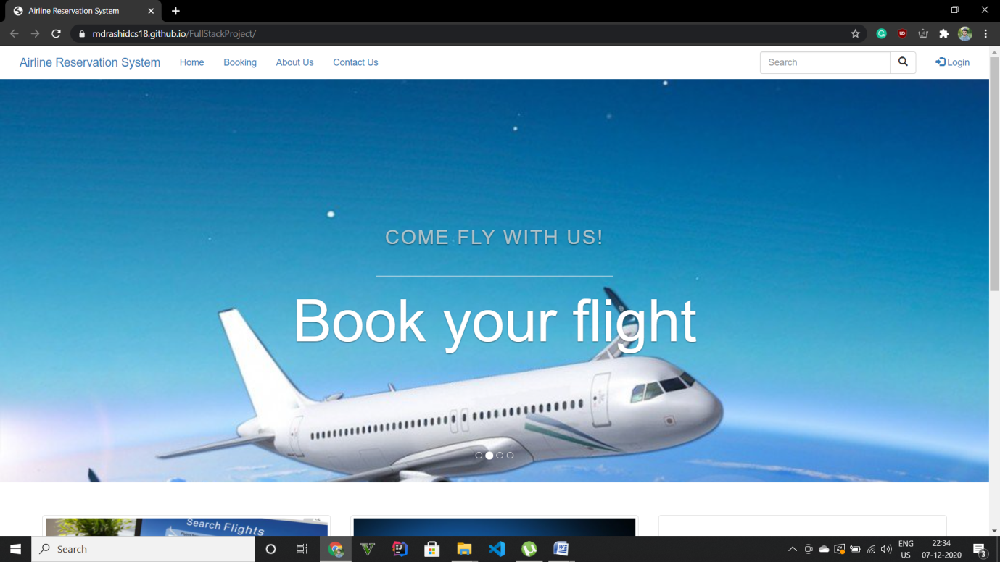 Airline Reservation System
mdrashidcs18.github.io/FullStackProject/
Airline Reservation System Home Booking About Us Contact Us Search Login
COME FLY WITH US!
Book your flight
Search Flights
Search ENG 22:34
US 07-12-2020 3